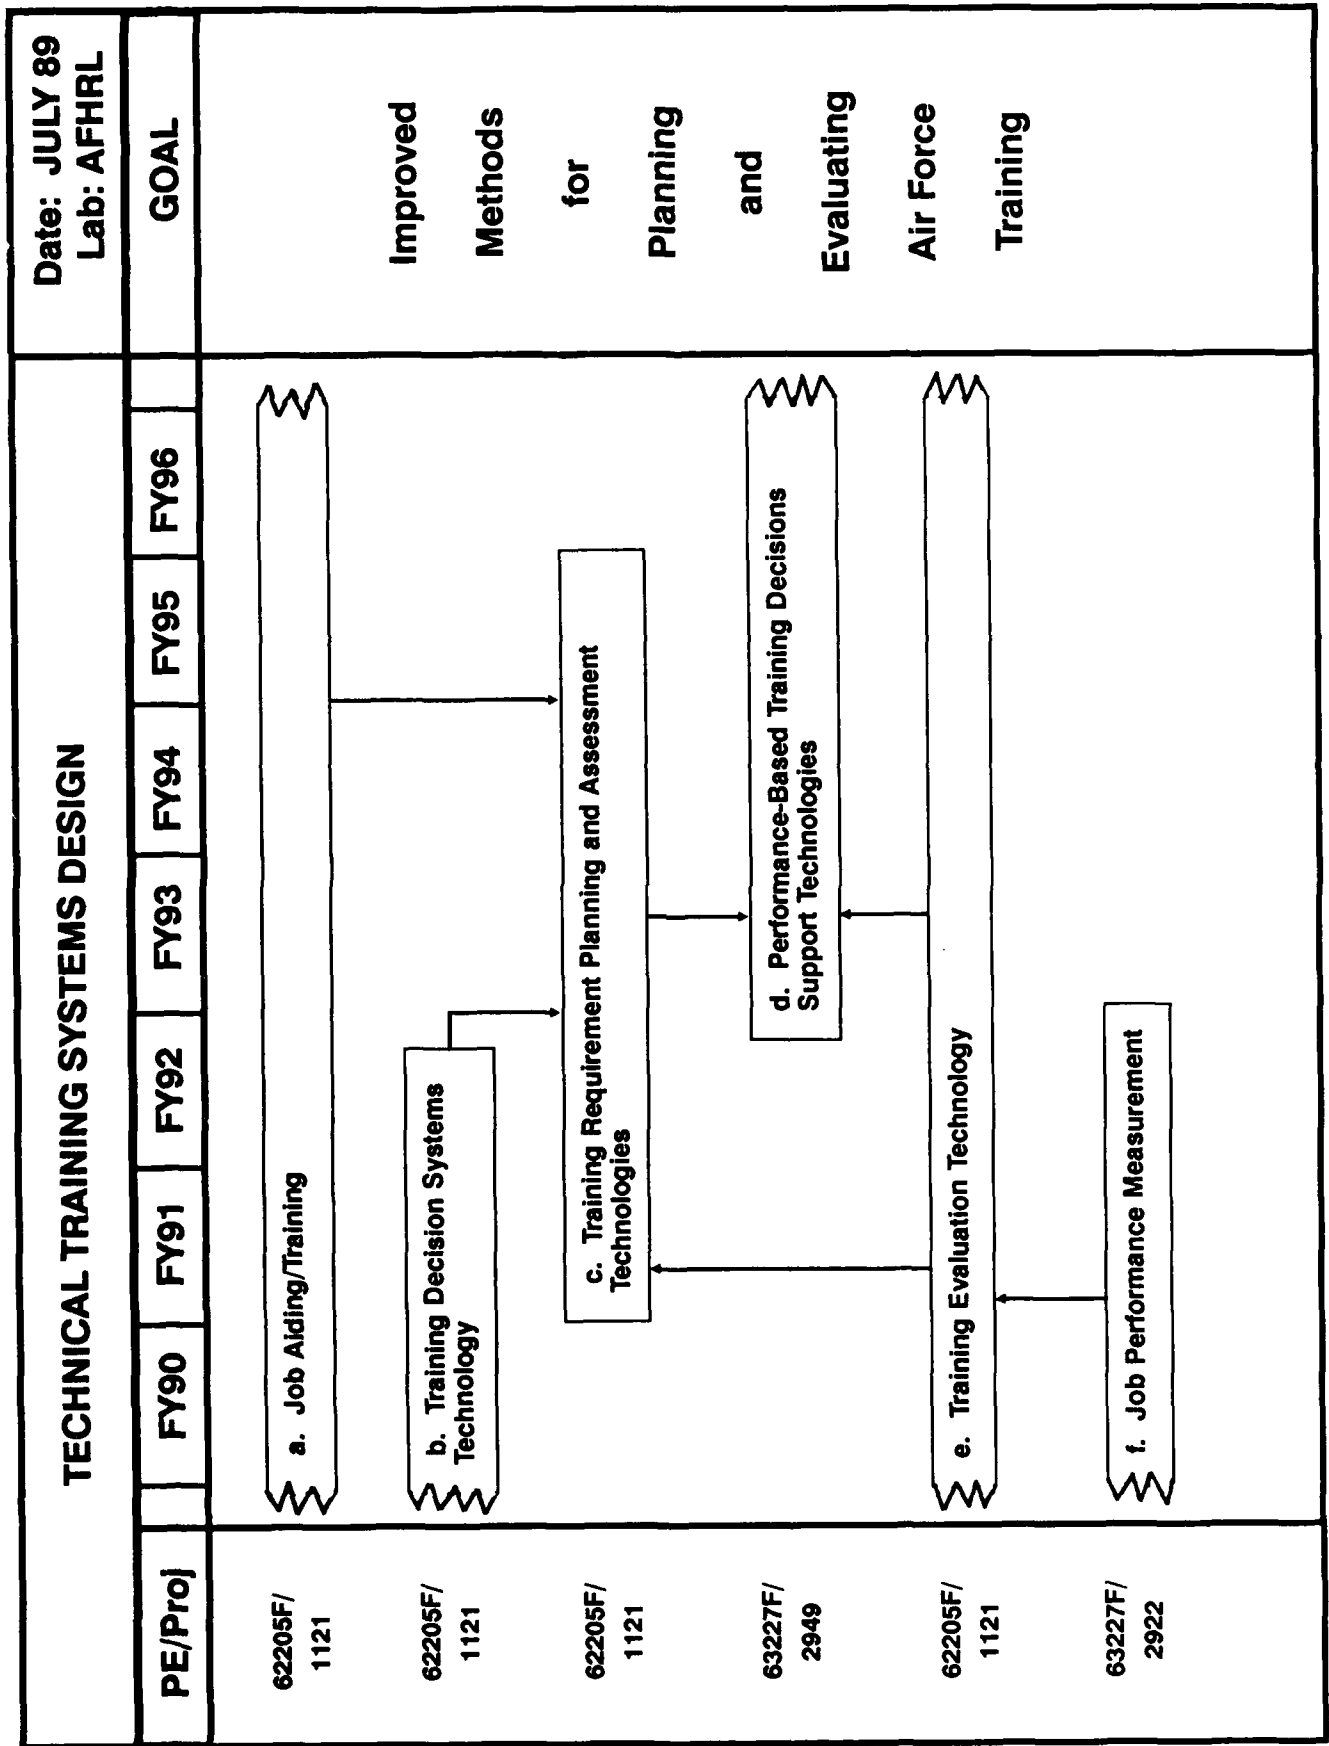 TECHNICAL TRAINING SYSTEMS DESIGN
Date: JULY 89
Lab: AFHRL
PE/Proj
FY90
FY91
FY92
FY93
FY94
FY95
FY96
GOAL
62205F/
1121
a. Job Aiding/Training
62205F/
1121
b. Training Decision Systems
Technology
62205F/
1121
c. Training Requirement Planning and Assessment
Technologies
63227F/
2949
d. Performance-Based Training Decisions
Support Technologies
62205F/
1121
e. Training Evaluation Technology
63227F/
2922
f. Job Performance Measurement
Improved
Methods
for
Planning
and
Evaluating
Air Force
Training